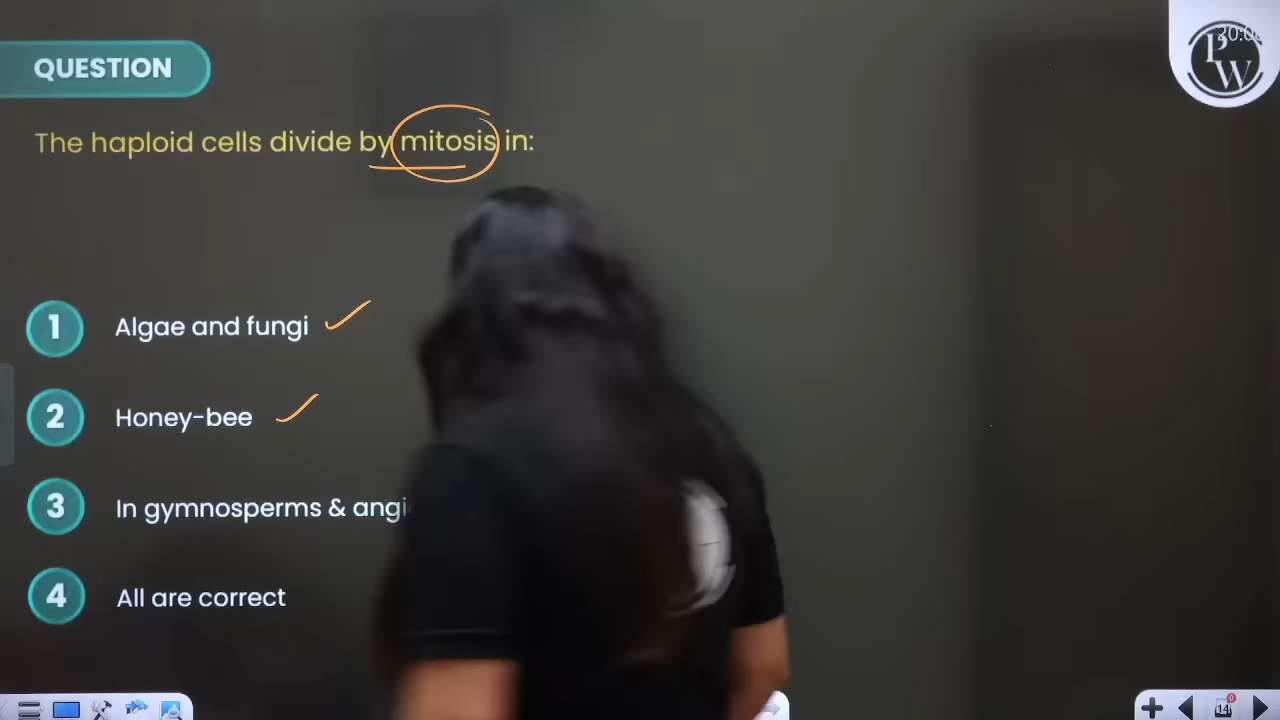 QUESTION
The haploid cells divide by mitosis in:
1 Algae and fungi
2 Honey-bee
3 In gymnosperms &
4 All are correct
PW
14